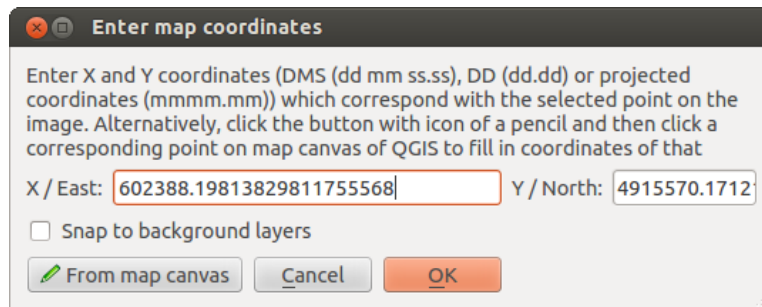 Enter map coordinates
Enter X and Y coordinates (DMS (dd mm ss.ss), DD (dd.dd) or projected
coordinates (mmmm.mm)) which correspond with the selected point on the
image. Alternatively, click the button with icon of a pencil and then click a
corresponding point on map canvas of QGIS to fill in coordinates of that
X / East: 602388.19813829811755568 Y / North: 4915570.1712
Snap to background layers
From map canvas Cancel OK